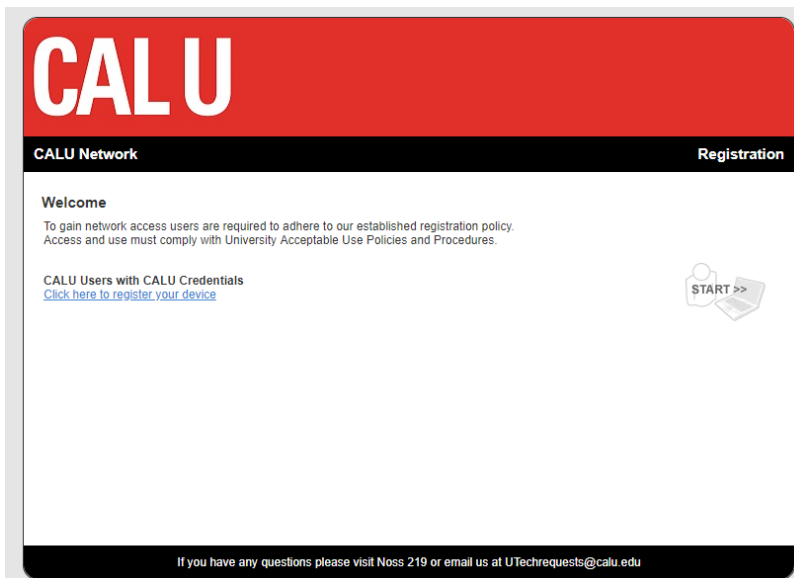 CALU
CALU Network
Registration
Welcome
To gain network access users are required to adhere to our established registration policy.
Access and use must comply with University Acceptable Use Policies and Procedures.
CALU Users with CALU Credentials
Click here to register your device
START >>
If you have any questions please visit Noss 219 or email us at UTechrequests@calu.edu